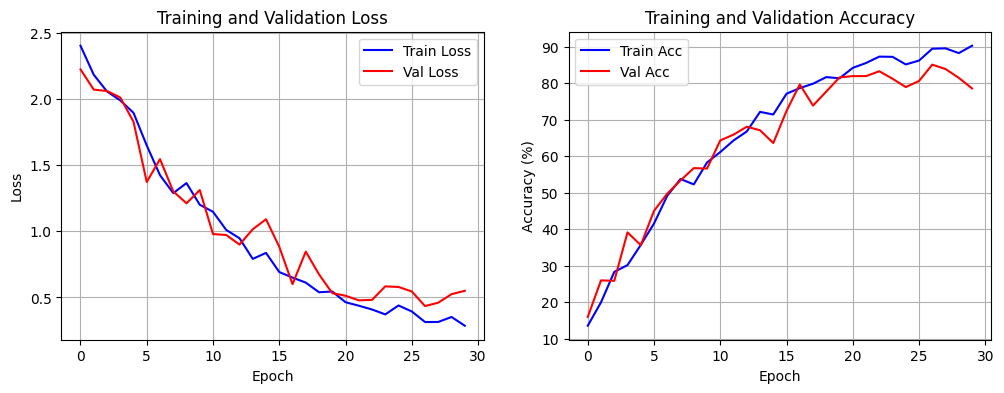 Training and Validation Loss
2.5
2.0
1.5
1.0
0.5
Loss
0 5 10 15 20 25 30
Epoch
Train Loss
Val Loss
Training and Validation Accuracy
90
80
70
60
50
40
30
20
10
Accuracy (%)
0 5 10 15 20 25 30
Epoch
Train Acc
Val Acc